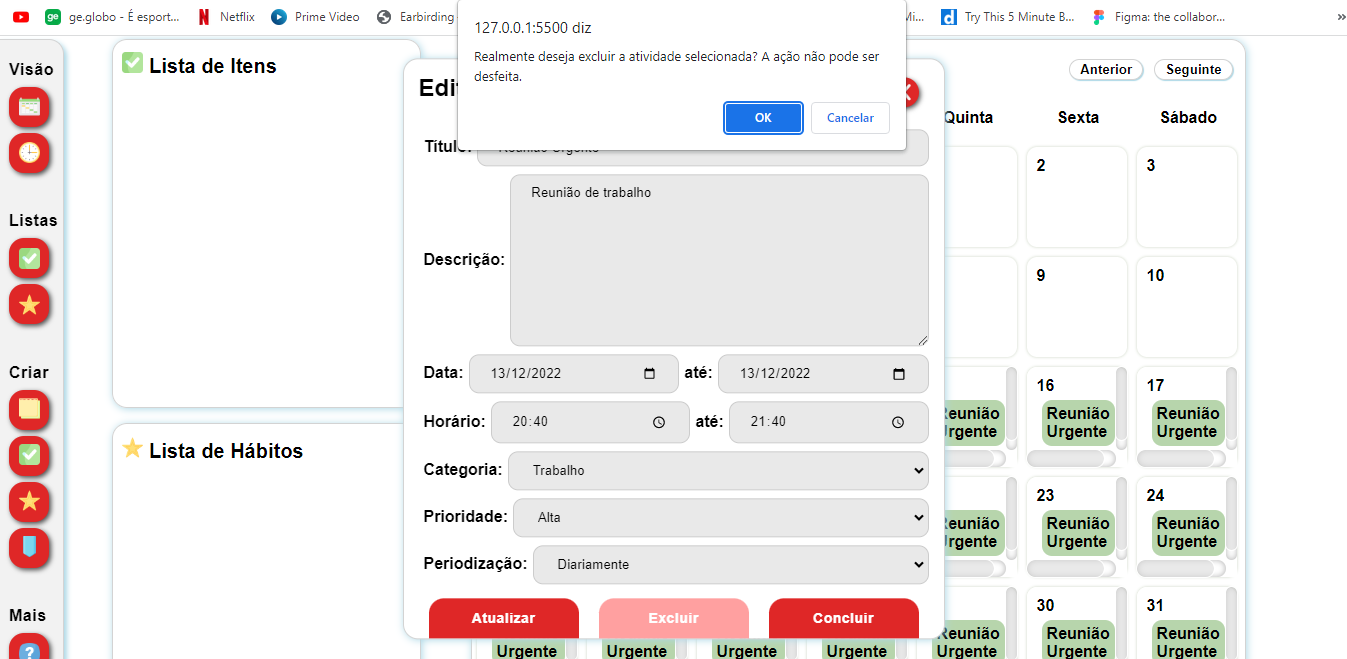 ge.globo - É esport...
Netflix
Prime Video
Earbirding
Mi...
Try This 5 Minute B...
Figma: the collabor...
»
127.0.0.1:5500 diz
Realmente deseja excluir a atividade selecionada? A ação não pode ser
desfeita.
OK
Cancelar
Visão
Listas
Criar
Mais
Lista de Itens
Lista de Hábitos
Título:
Reunião Urgente
Descrição:
Reunião de trabalho
Data:
13/12/2022
até:
13/12/2022
Horário:
20:40
até:
21:40
Categoria:
Trabalho
Prioridade:
Alta
Periodização:
Diariamente
Atualizar
Excluir
Concluir
Anterior
Seguinte
Quinta
Sexta
Sábado
2
3
9
10
16
17
Reunião
Urgente
Reunião
Urgente
Reunião
Urgente
23
24
Reunião
Urgente
Reunião
Urgente
Reunião
Urgente
30
31
Urgente
Urgente
Urgente
Urgente
Reunião
Urgente
Reunião
Urgente
Reunião
Urgente